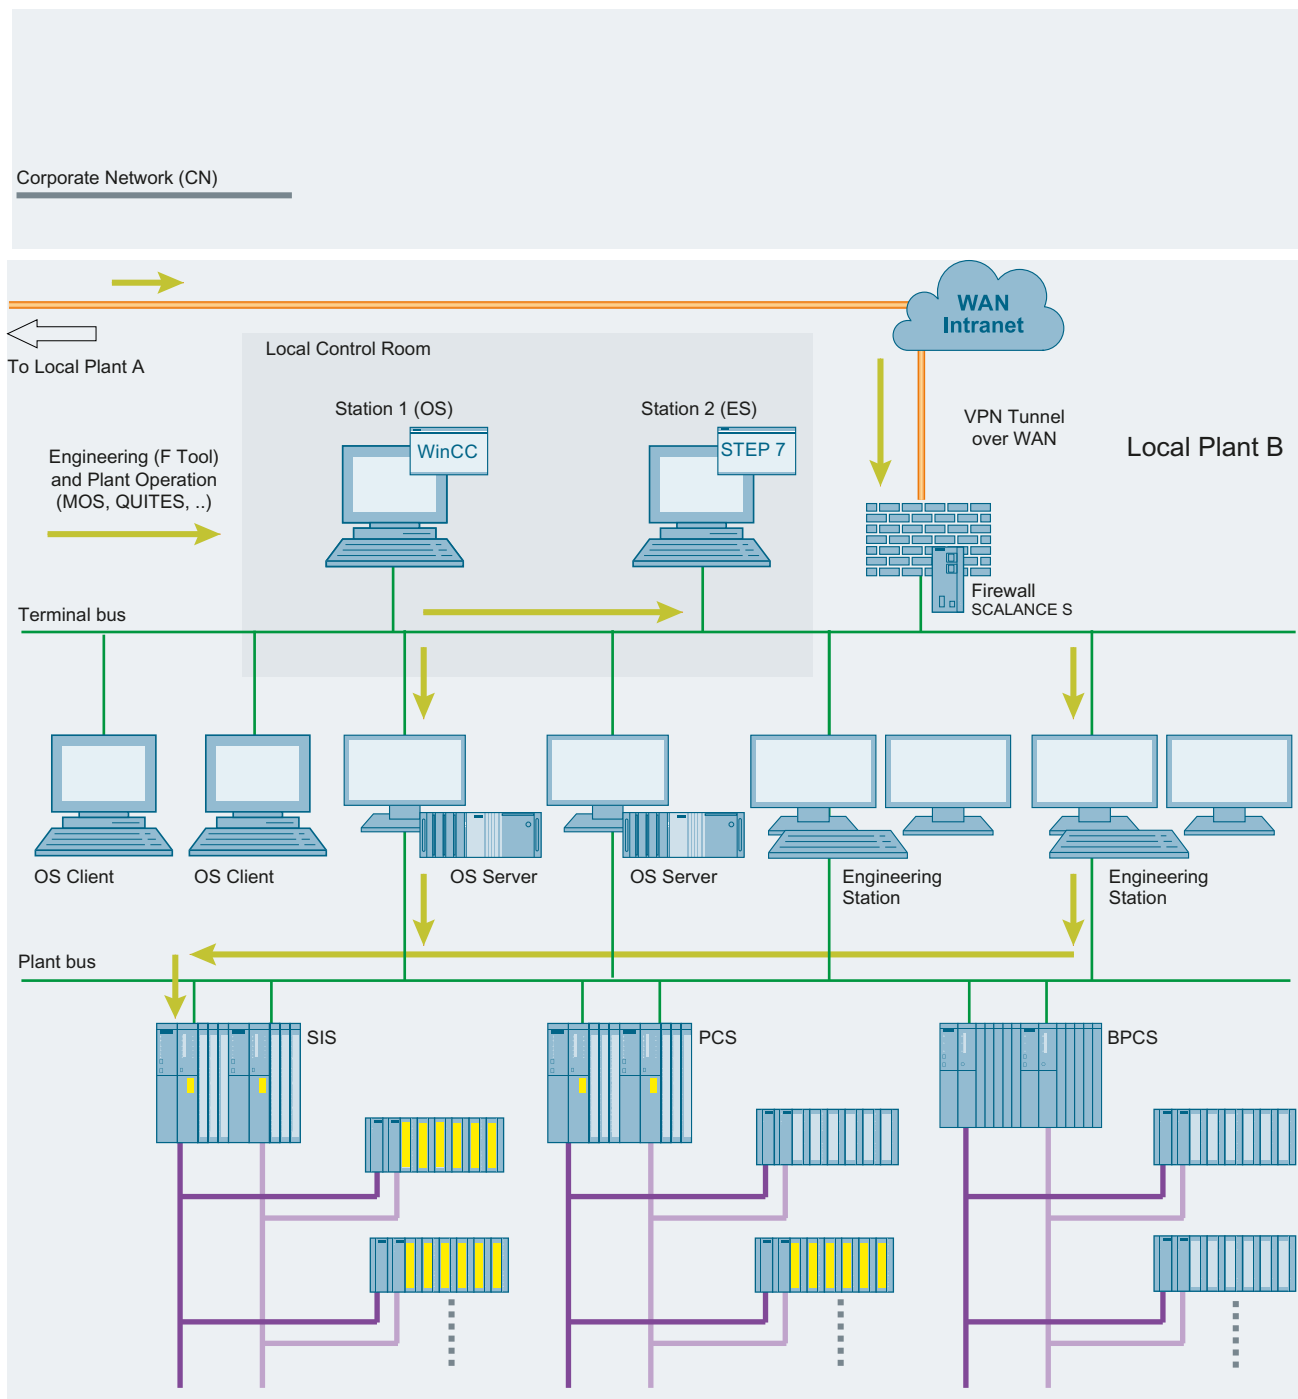 Corporate Network (CN)
WAN
Intranet
To Local Plant A
Local Control Room
Station 1 (OS)
Station 2 (ES)
WinCC
STEP 7
VPN Tunnel
over WAN
Local Plant B
Engineering (F Tool)
and Plant Operation
(MOS, QUITES, ..)
Firewall
SCALANCE S
Terminal bus
OS Client
OS Client
OS Server
OS Server
Engineering
Station
Engineering
Station
Plant bus
SIS
PCS
BPCS